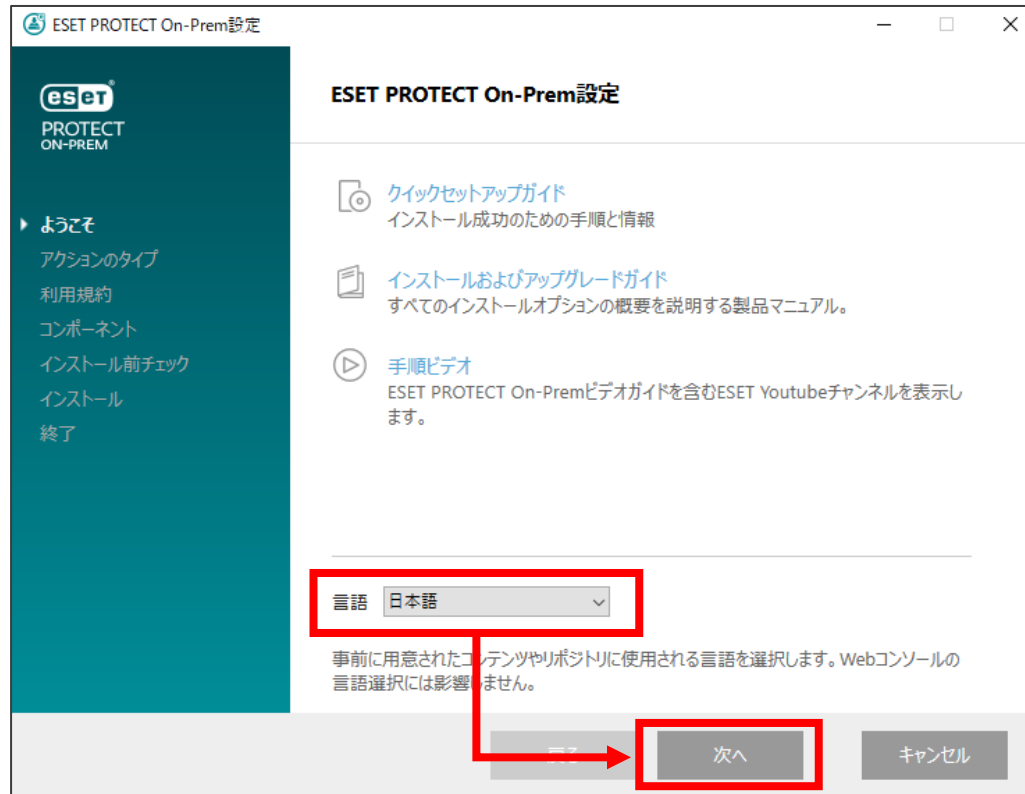 ESET PROTECT On-Prem設定
eset
PROTECT
ON-PREM
ようこそ
アクションのタイプ
利用規約
コンポーネント
インストール前チェック
インストール
終了
ESET PROTECT On-Prem設定
クイックセットアップガイド
インストール成功のための手順と情報
インストールおよびアップグレードガイド
すべてのインストールオプションの概要を説明する製品マニュアル。
手順ビデオ
ESET PROTECT On-Premビデオガイドを含むESET Youtubeチャンネルを表示し
ます。
言語 日本語
事前に用意されたコンテンツやリポジトリに使用される言語を選択します。Webコンソールの
言語選択には影響しません。
戻る 次へ キャンセル